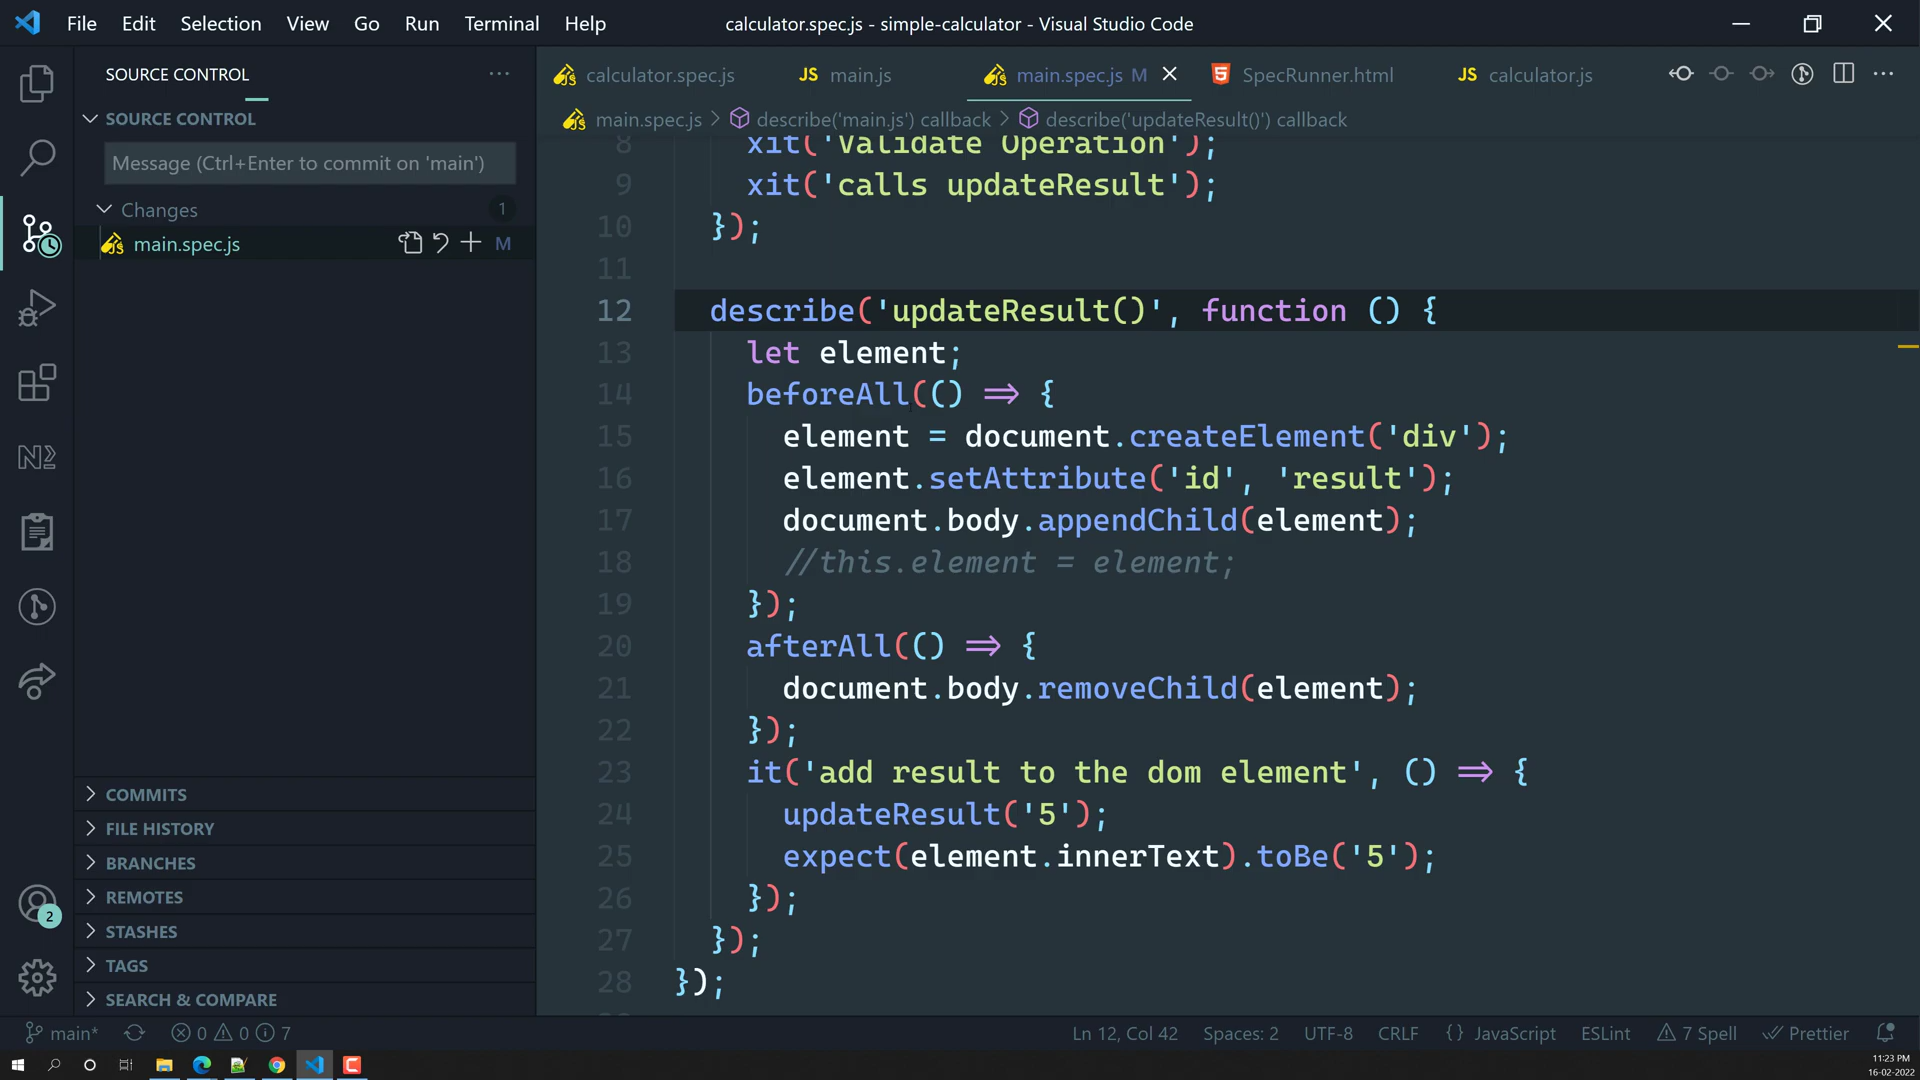 File Edit Selection View Go Run Terminal Help
calculator.spec.js - simple-calculator - Visual Studio Code
SOURCE CONTROL
SOURCE CONTROL
Message (Ctrl+Enter to commit on 'main')
Changes 1
main.spec.js M
COMMITS
FILE HISTORY
BRANCHES
REMOTES
STASHES
TAGS
SEARCH & COMPARE
2
calculator.spec.js JS main.js main.spec.js M SpecRunner.html JS calculator.js
main.spec.js > describe('main.js') callback > describe('updateResult()') callback
8 xit('Validate Operation');
9 xit('calls updateResult');
10 });
11
12 describe('updateResult()', function () {
13 let element;
14 beforeAll(() => {
15 element = document.createElement('div');
16 element.setAttribute('id', 'result');
17 document.body.appendChild(element);
18 //this.element = element;
19 });
20 afterAll(() => {
21 document.body.removeChild(element);
22 });
23 it('add result to the dom element', () => {
24 updateResult('5');
25 expect(element.innerText).toBe('5');
26 });
27 });
28 });
main* 0 0 7 Ln 12, Col 42 Spaces: 2 UTF-8 CRLF {} JavaScript ESLint 7 Spell Prettier
11:23 PM
16-02-2022